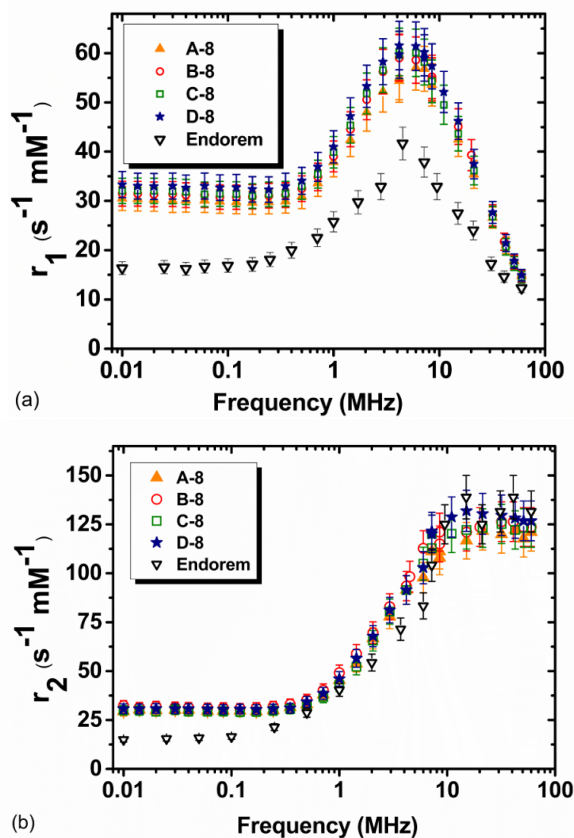 60
50
40
30
20
10
0
r1 (s-1 mM-1)
A-8
B-8
C-8
D-8
Endorem
0.01 0.1 1 10 100
(a) Frequency (MHz)
150
125
100
75
50
25
0
r2 (s-1 mM-1)
A-8
B-8
C-8
D-8
Endorem
0.01 0.1 1 10 100
(b) Frequency (MHz)